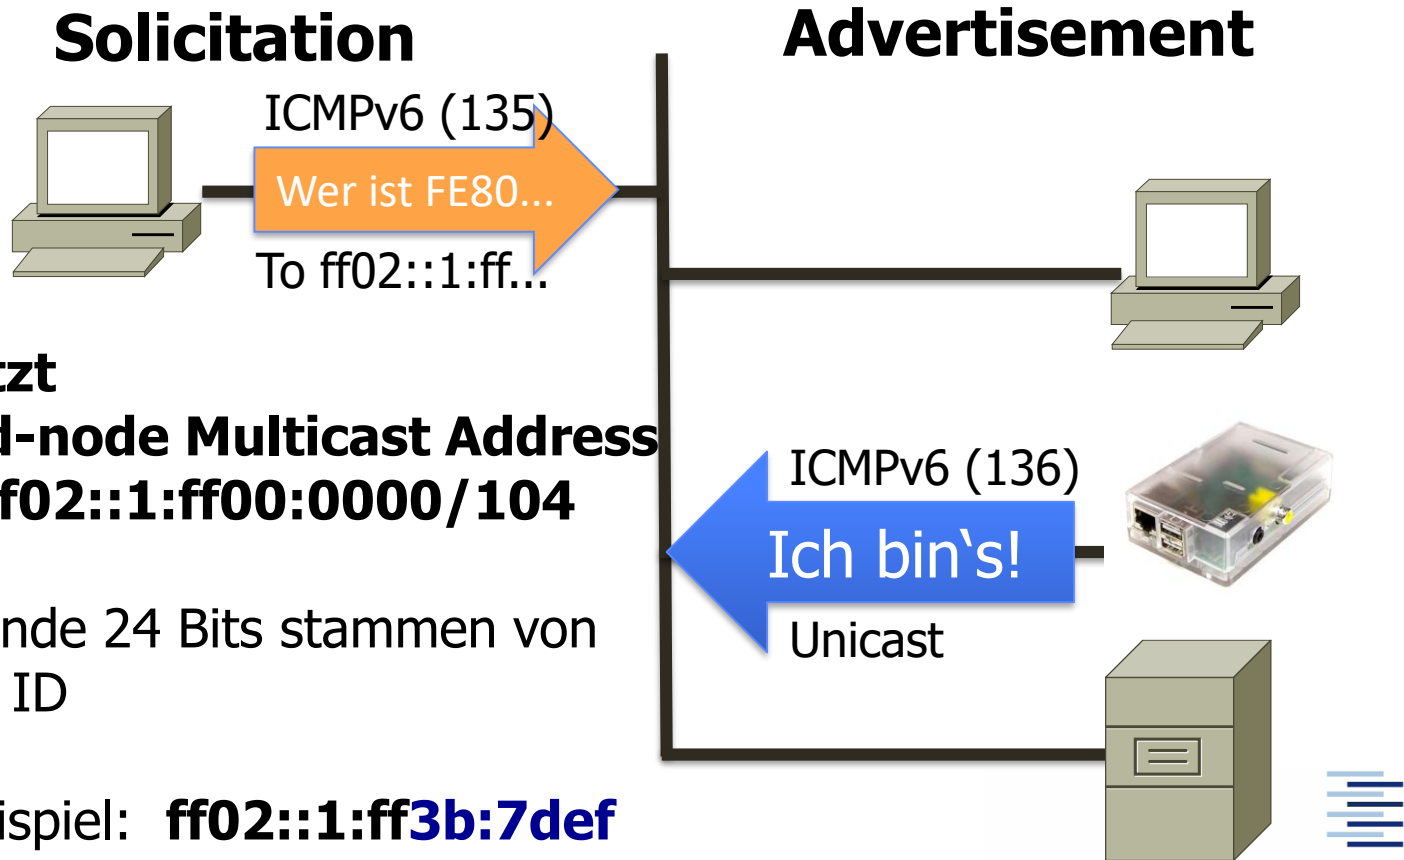 Solicitation
Advertisement
ICMPv6 (135)
Wer ist FE80...
To ff02::1:ff...
tzt
d-node Multicast Address
f02::1:ff00:0000/104
ICMPv6 (136)
Ich bin‘s!
Unicast
nde 24 Bits stammen von
ID
ispiel: ff02::1:ff3b:7def